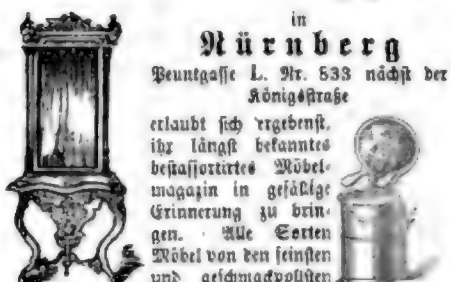 in
Nürnberg
Peuntgasse L. Nr. 533 nächst der
Königstraße
erlaubt sich ergebenst,
ihr längst bekanntes
bestassortirtes Möbel-
magazin in gefällige
Erinnerung zu brin-
gen. Alle Sorten
Möbel von den feinsten
und geschmackvollsten